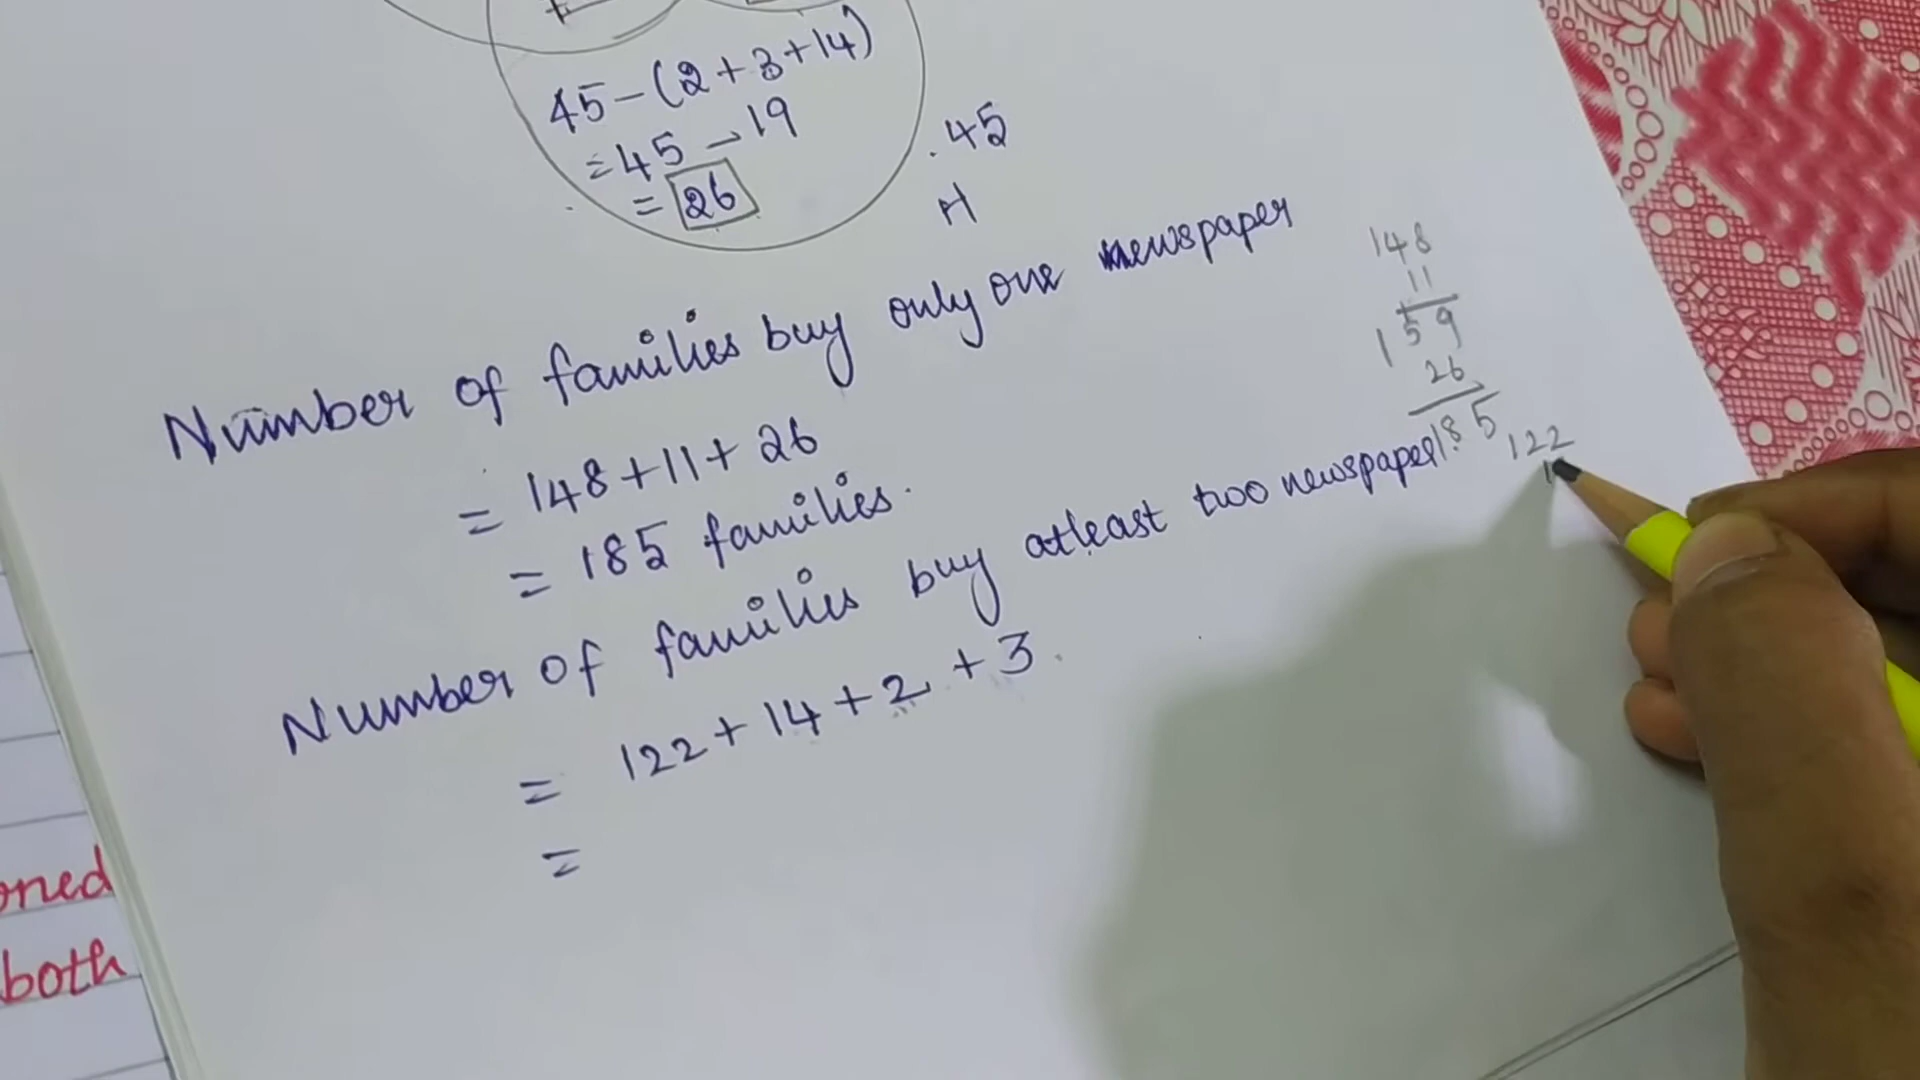 45-(2+3+14)
=45-19
=26
.45
H
Number of families buy only one newspaper
= 148+11+26
= 185 families.
Number of families buy atleast two newspaper
= 122+14+2+3
=
148
11
159
26
185
122
1
oned
both